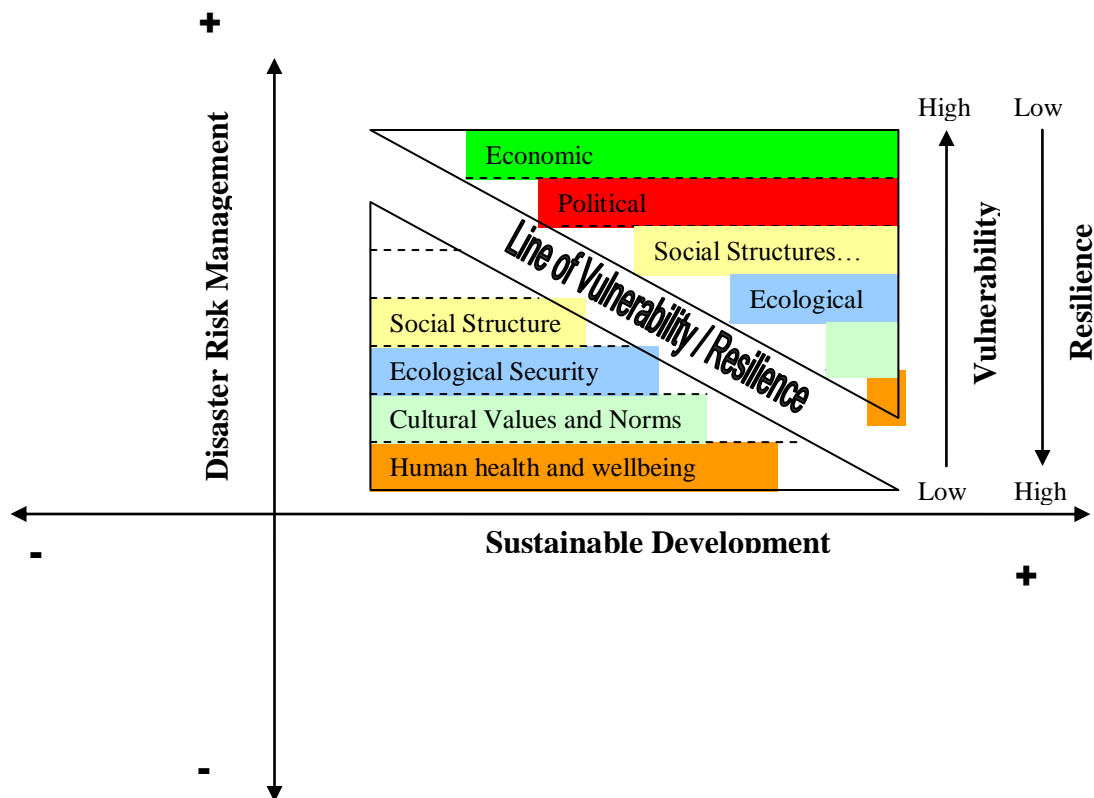 +
Disaster Risk Management
High
Low
Economic
Political
Social Structures…
Ecological
Line of Vulnerability / Resilience
Social Structure
Ecological Security
Cultural Values and Norms
Human health and wellbeing
Vulnerability
Resilience
Low
High
-
Sustainable Development
+
-